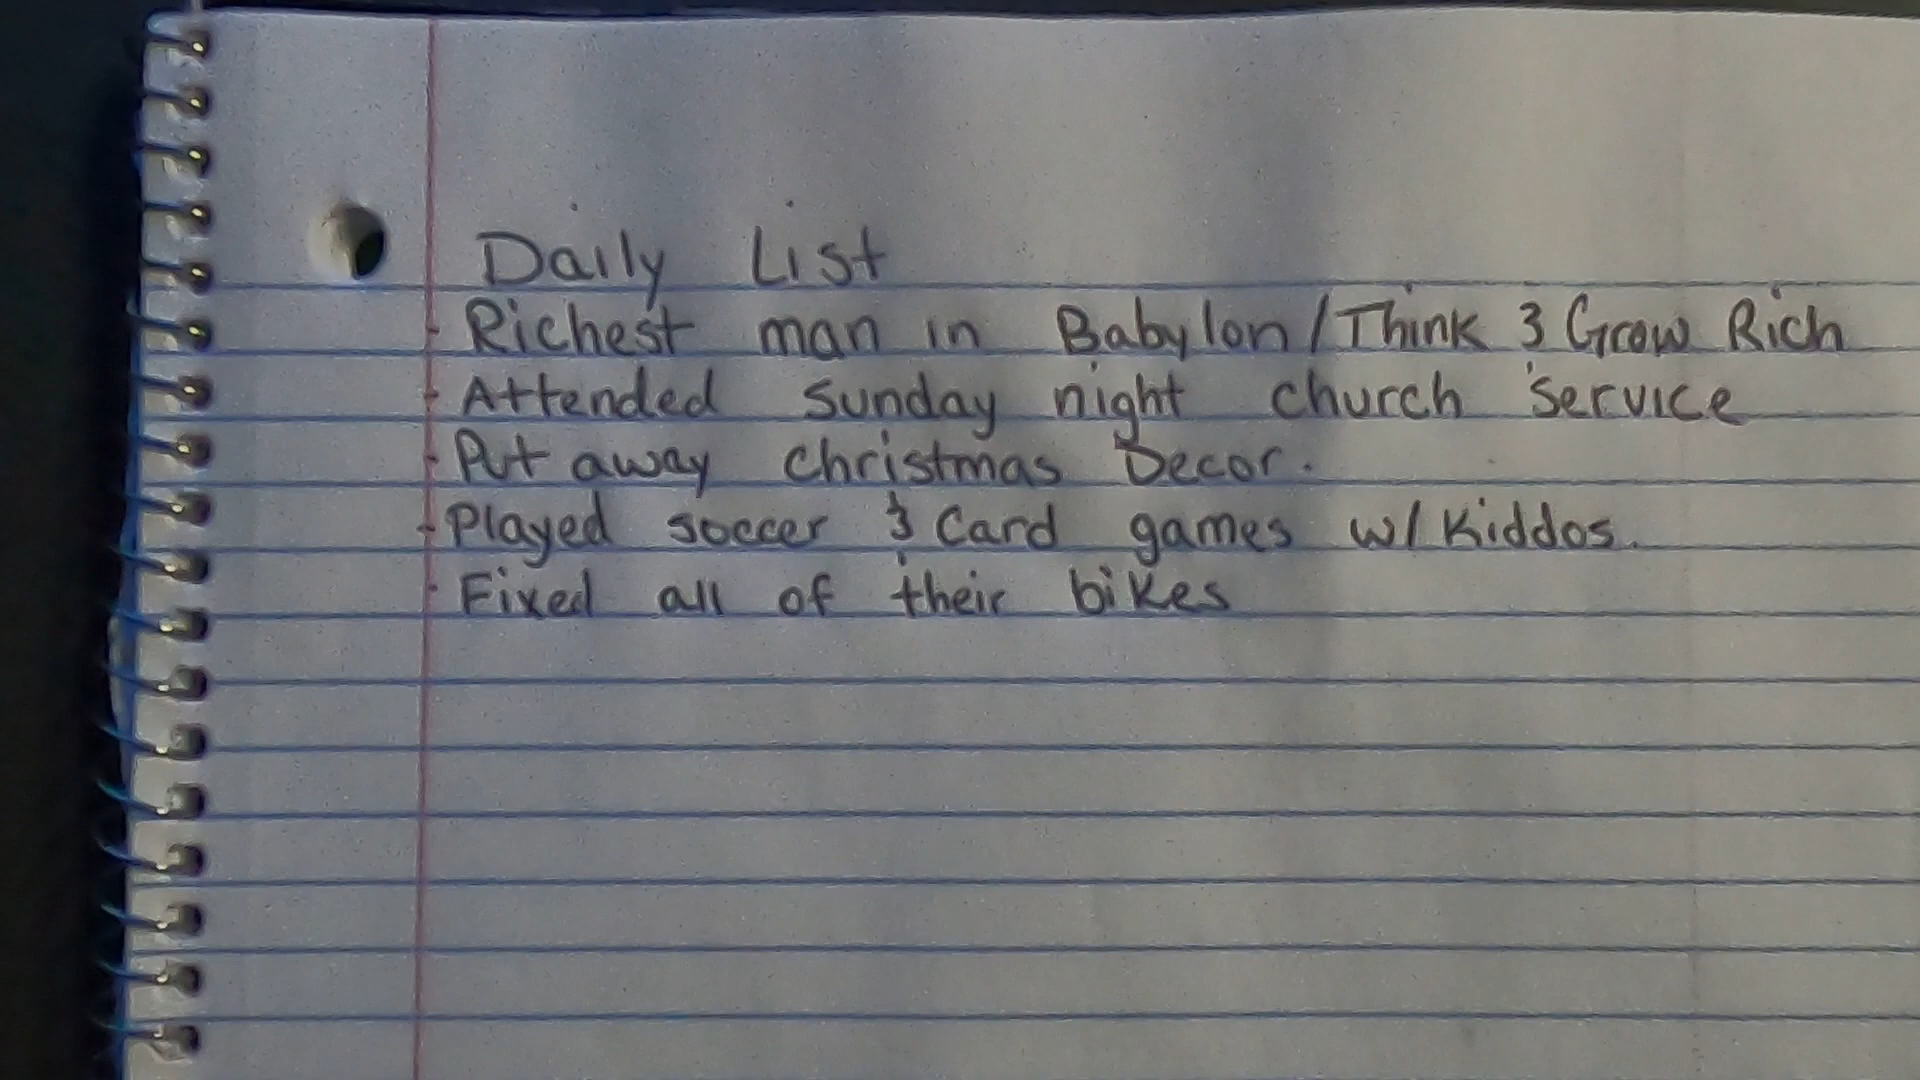 Daily List
- Richest man in Babylon / Think & Grow Rich
- Attended Sunday night church service
- Put away christmas Decor.
- Played soccer & Card games w/ Kiddos.
- Fixed all of their bikes